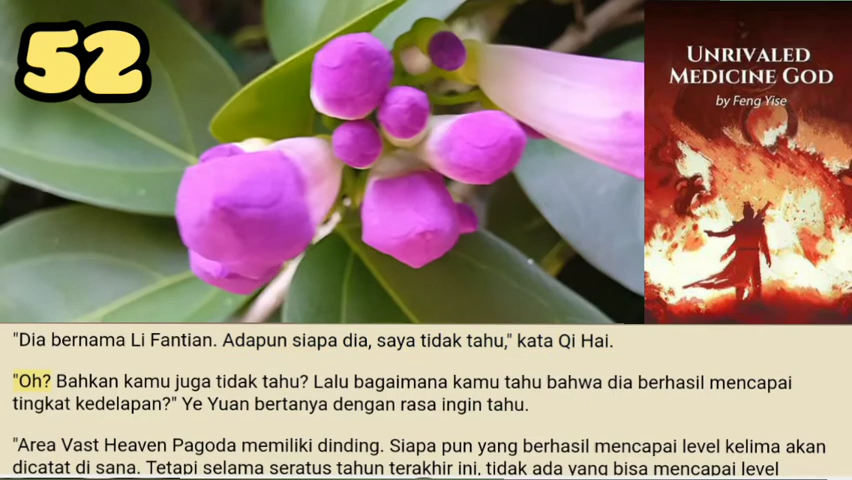 52
UNRIVALED
MEDICINE GOD
by Feng Yise
"Dia bernama Li Fantian. Adapun siapa dia, saya tidak tahu," kata Qi Hai.
"Oh? Bahkan kamu juga tidak tahu? Lalu bagaimana kamu tahu bahwa dia berhasil mencapai
tingkat kedelapan?" Ye Yuan bertanya dengan rasa ingin tahu.
"Area Vast Heaven Pagoda memiliki dinding. Siapa pun yang berhasil mencapai level kelima akan
dicatat di sana. Tetapi selama seratus tahun terakhir ini, tidak ada yang bisa mencapai level